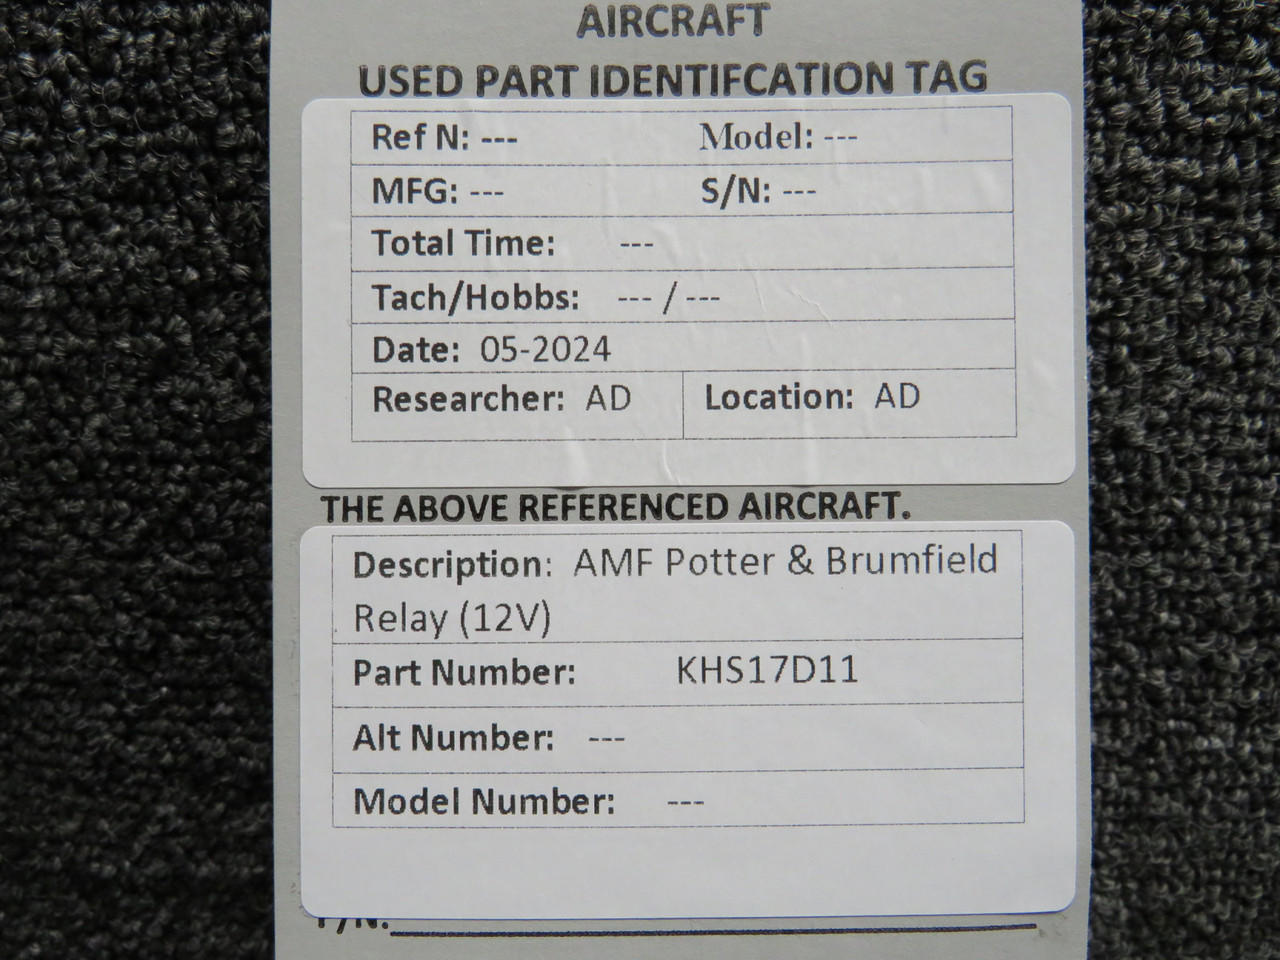 AIRCRAFT
USED PART IDENTIFCATION TAG
Ref N: --- Model: ---
MFG: --- S/N: ---
Total Time: ---
Tach/Hobbs: --- / ---
Date: 05-2024
Researcher: AD Location: AD
THE ABOVE REFERENCED AIRCRAFT.
Description: AMF Potter & Brumfield
Relay (12V)
Part Number: KHS17D11
Alt Number: ---
Model Number: ---
P/N: